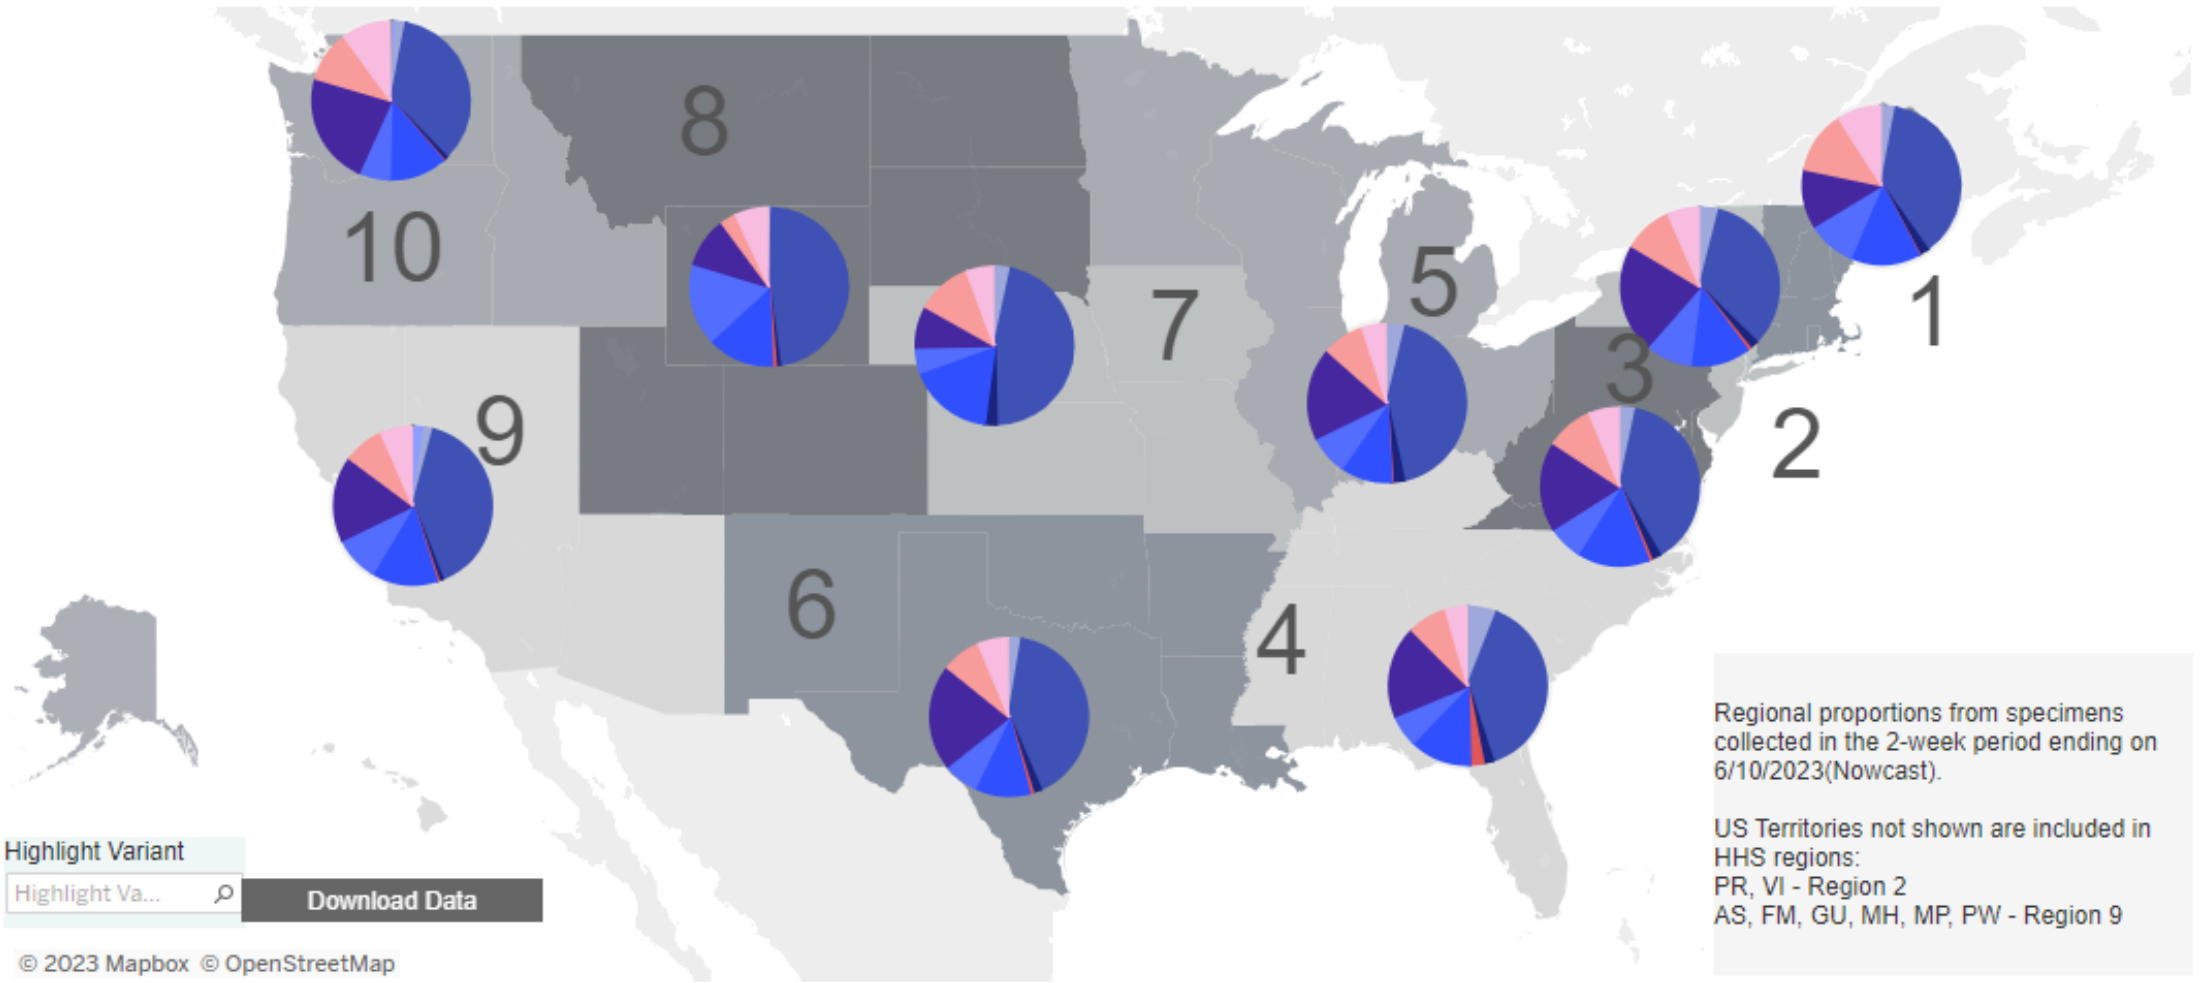 8
10
5
1
7
3
9
2
6
4
Regional proportions from specimens
collected in the 2-week period ending on
6/10/2023(Nowcast).
US Territories not shown are included in
HHS regions:
PR, VI - Region 2
AS, FM, GU, MH, MP, PW - Region 9
Highlight Variant
Highlight Va...
Download Data
© 2023 Mapbox © OpenStreetMap